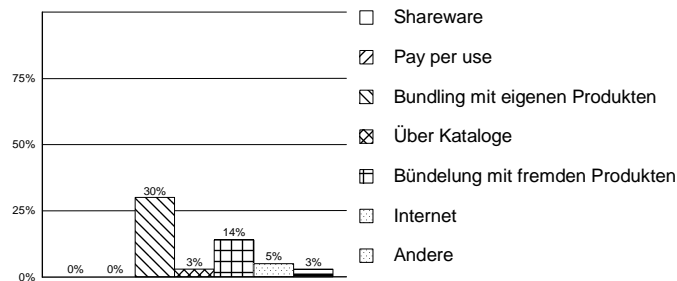 75%
50%
25%
0%
0%
0%
30%
3%
14%
5%
3%
Shareware
Pay per use
Bundling mit eigenen Produkten
Über Kataloge
Bündelung mit fremden Produkten
Internet
Andere